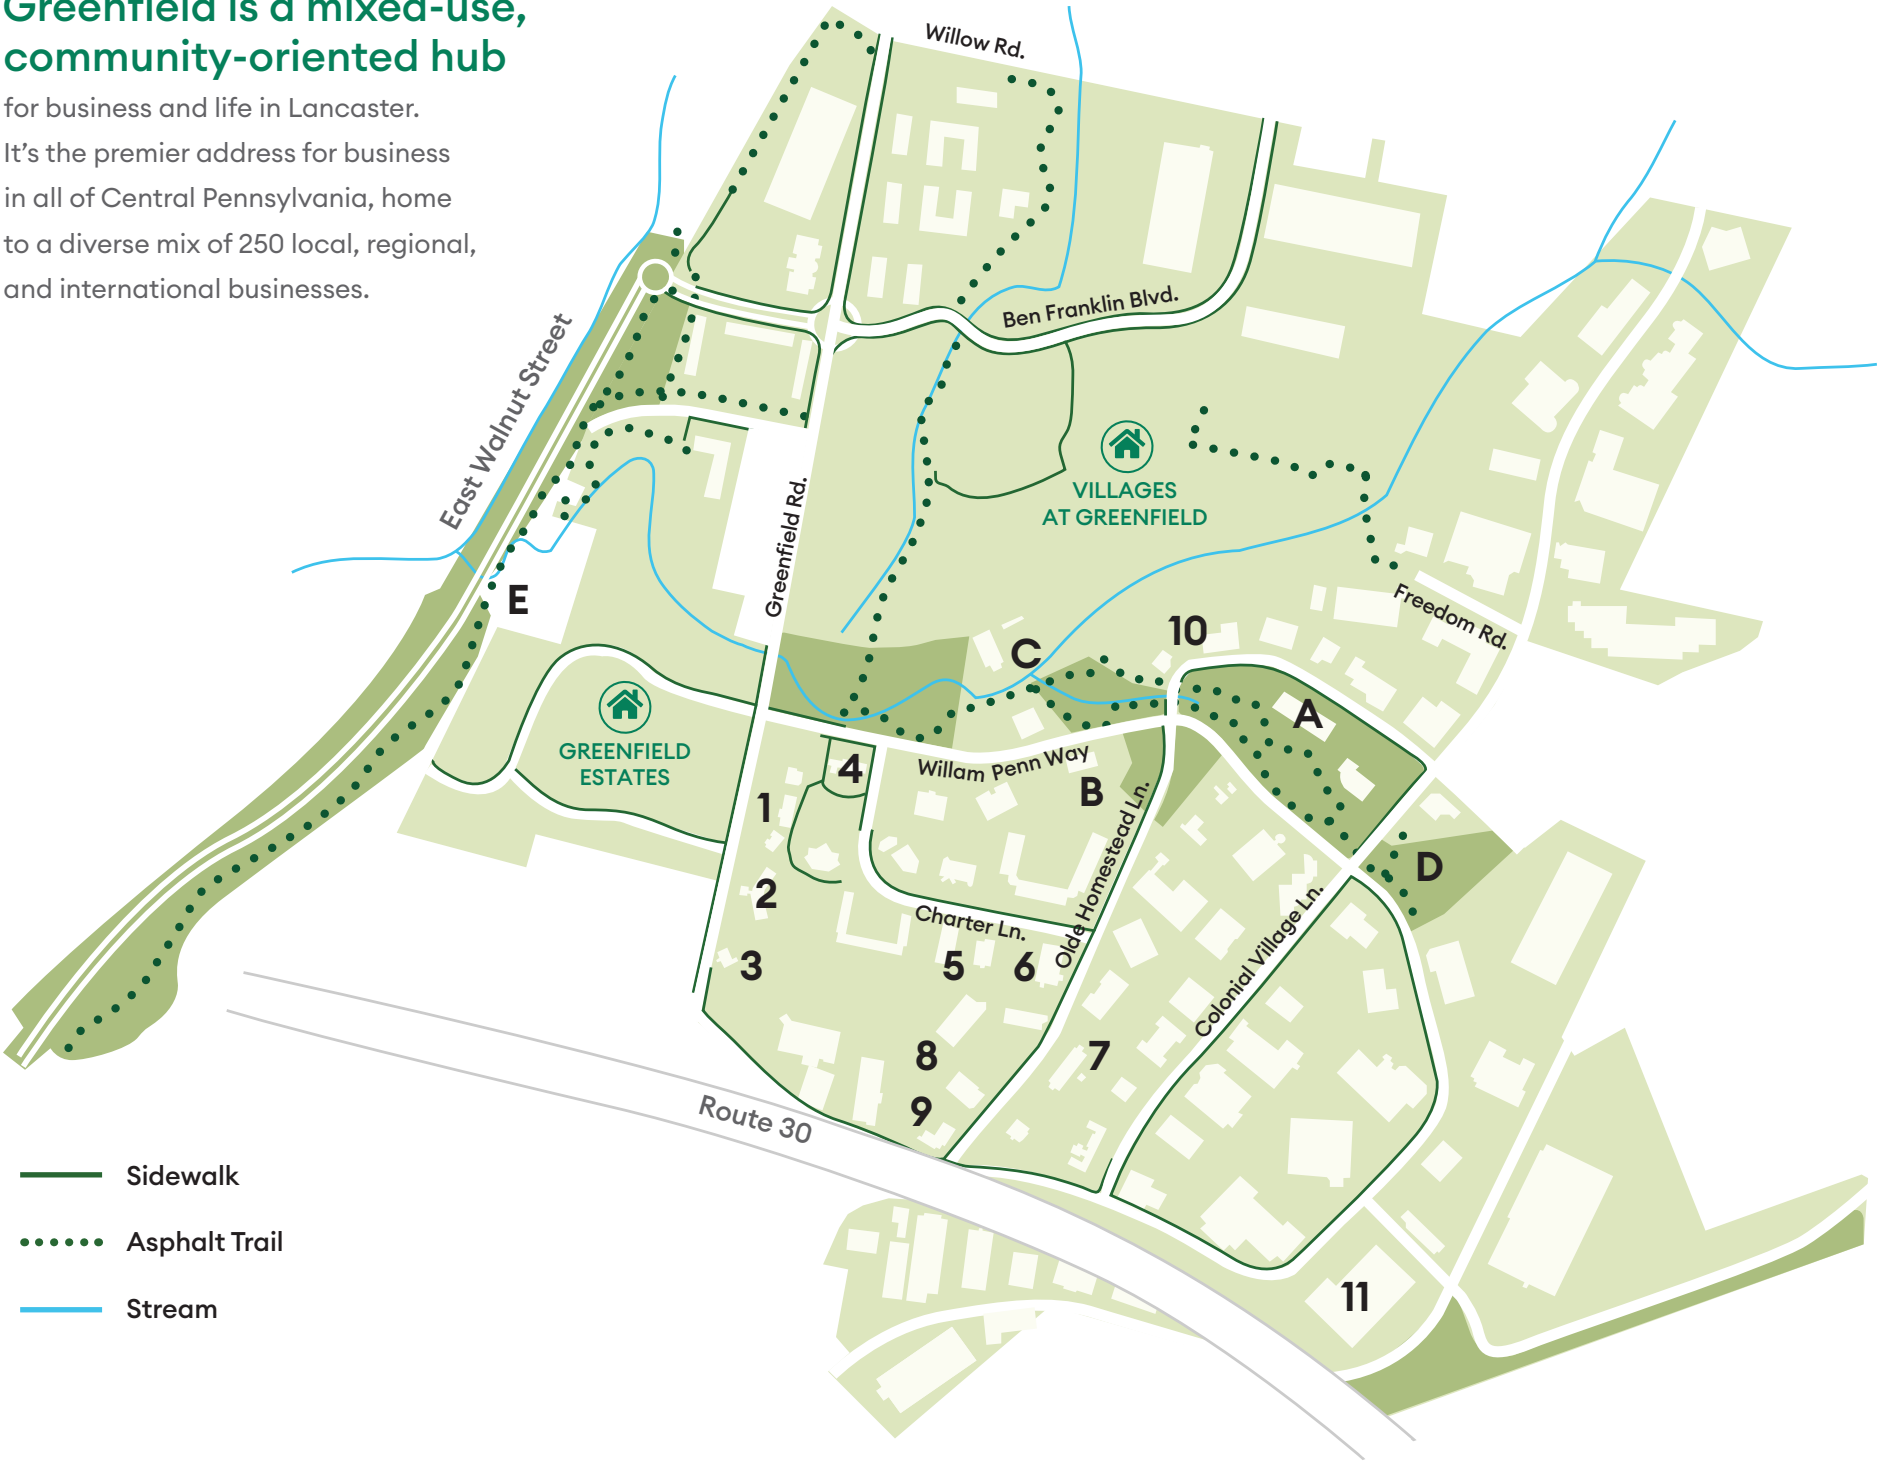 Greenfield is a mixed-use,
community-oriented hub
for business and life in Lancaster.
It's the premier address for business
in all of Central Pennsylvania, home
to a diverse mix of 250 local, regional,
and international businesses.
Willow Rd.
Ben Franklin Blvd.
East Walnut Street
Greenfield Rd.
VILLAGES
AT GREENFIELD
E
Freedom Rd.
10
C
A
GREENFIELD
ESTATES
4
Willam Penn Way
B
1
Olde Homestead Ln.
D
2
Charter Ln.
Colonial Village Ln.
3
5
6
8
7
9
Route 30
11
Sidewalk
Asphalt Trail
Stream